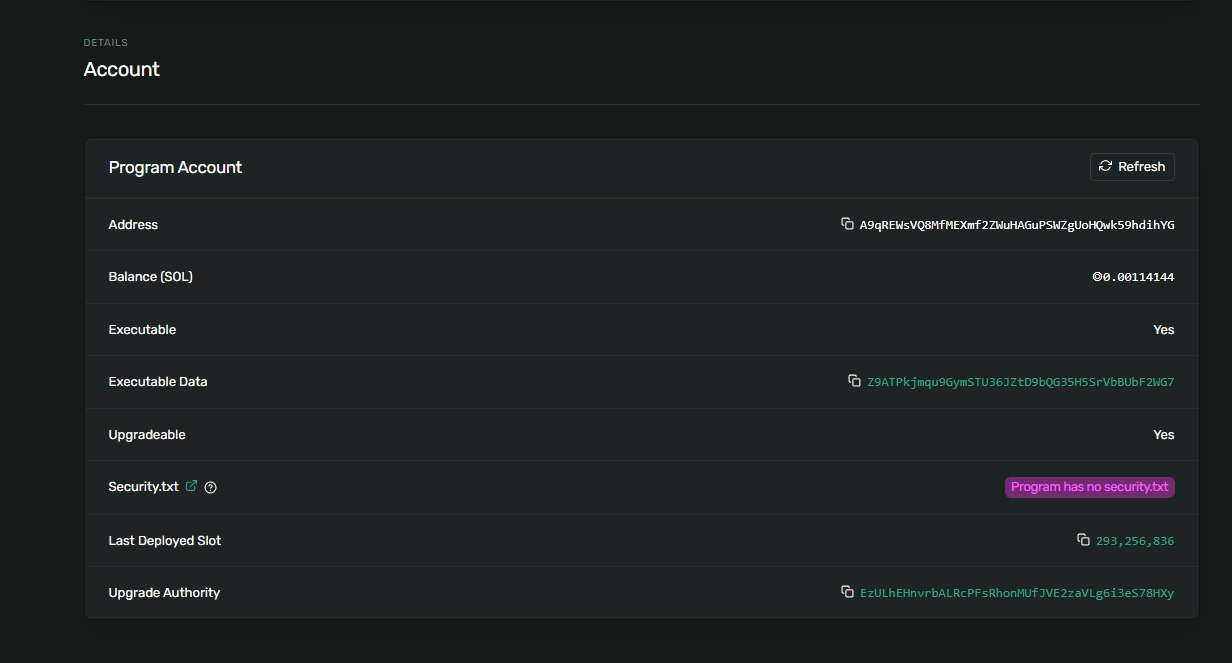 DETAILS
Account
Program Account
Refresh
Address A9qREWsVQ8MfMEXmf2ZWuHAGuPSWZgUoHQwk59hdihYG
Balance (SOL) ◎0.00114144
Executable Yes
Executable Data Z9ATPkjmqu9GymSTU36JZtD9bQG35H5SrVbBUbF2WG7
Upgradeable Yes
Security.txt Program has no security.txt
Last Deployed Slot 293,256,836
Upgrade Authority EzULhEHnvrbALRcPFsRhonMUfJVE2zaVLg6i3eS78HXy